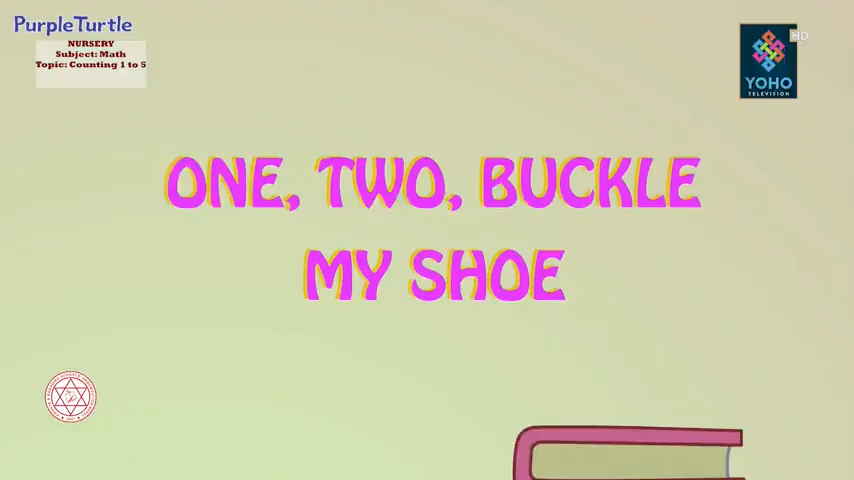 PurpleTurtle
NURSERY
Subject: Math
Topic: Counting 1 to 5
HD
YOHO
TELEVISION
ONE, TWO, BUCKLE
MY SHOE